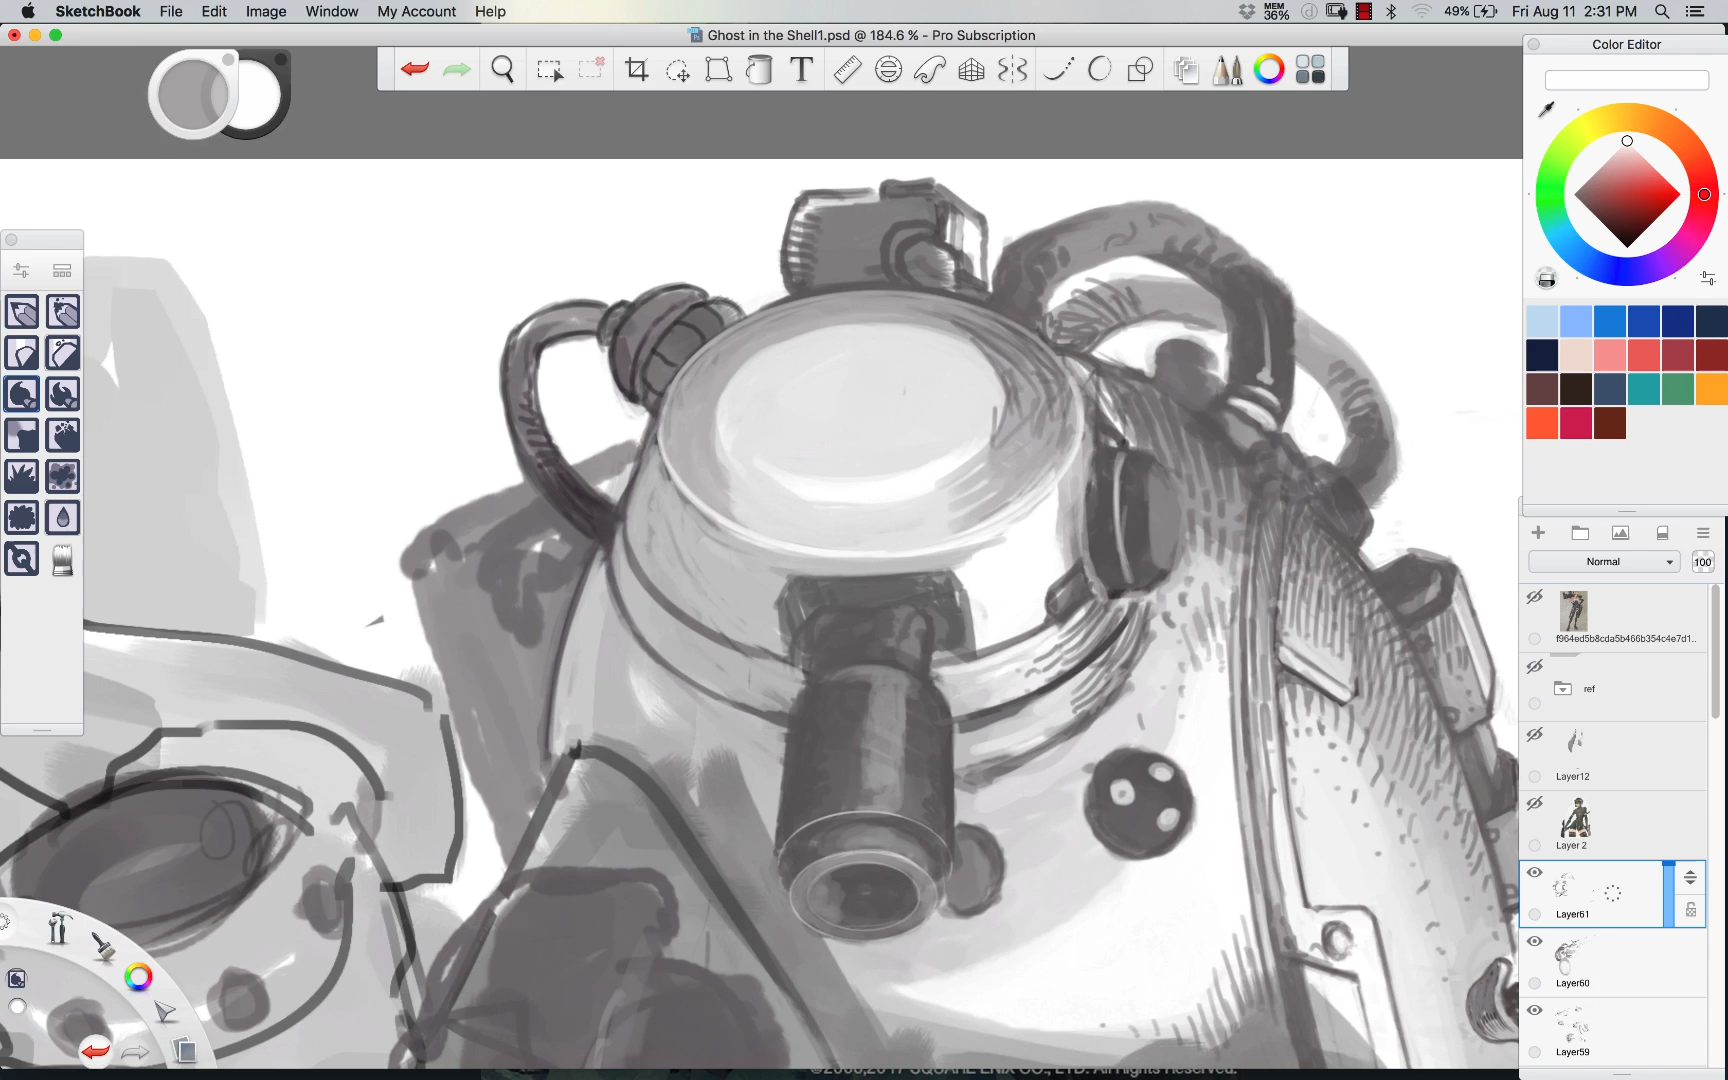 SketchBook File Edit Image Window My Account Help
MEM 36% 49% Fri Aug 11 2:31 PM
Ghost in the Shell1.psd @ 184.6 % - Pro Subscription
T
Color Editor
Normal 100
f964ed5b8cda5b466b354c4e7d1..
ref
Layer12
Layer 2
Layer61
Layer60
Layer59
©2006,2017 SQUARE ENIX CO., LTD. All Rights Reserved.